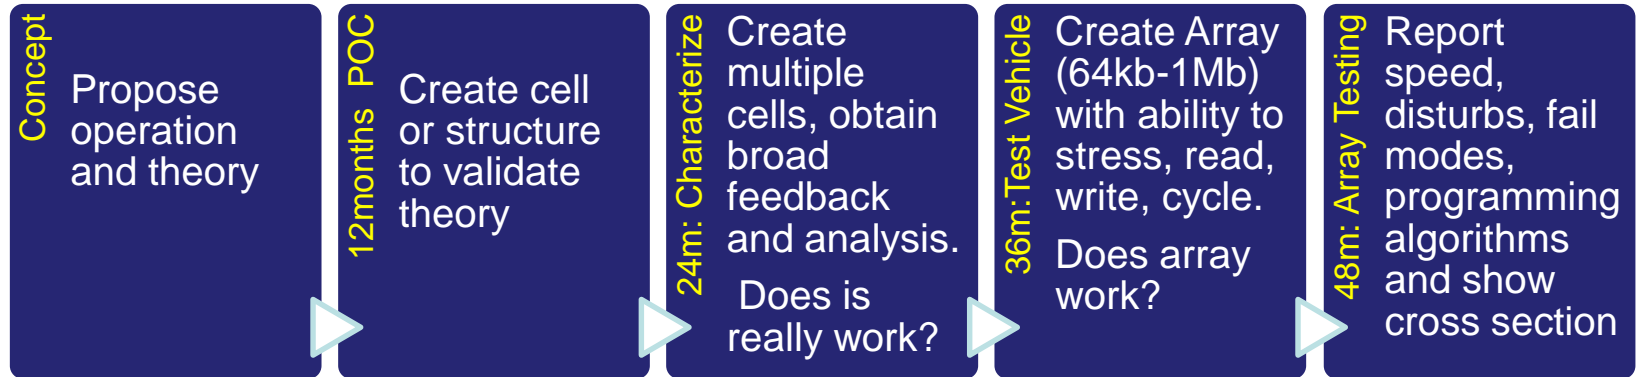 Concept
Propose
operation
and theory
12months POC
Create cell
or structure
to validate
theory
24m: Characterize
Create
multiple
cells, obtain
broad
feedback
and analysis.
Does is
really work?
36m:Test Vehicle
Create Array
(64kb-1Mb)
with ability to
stress, read,
write, cycle.
Does array
work?
48m: Array Testing
Report
speed,
disturbs, fail
modes,
programming
algorithms
and show
cross section